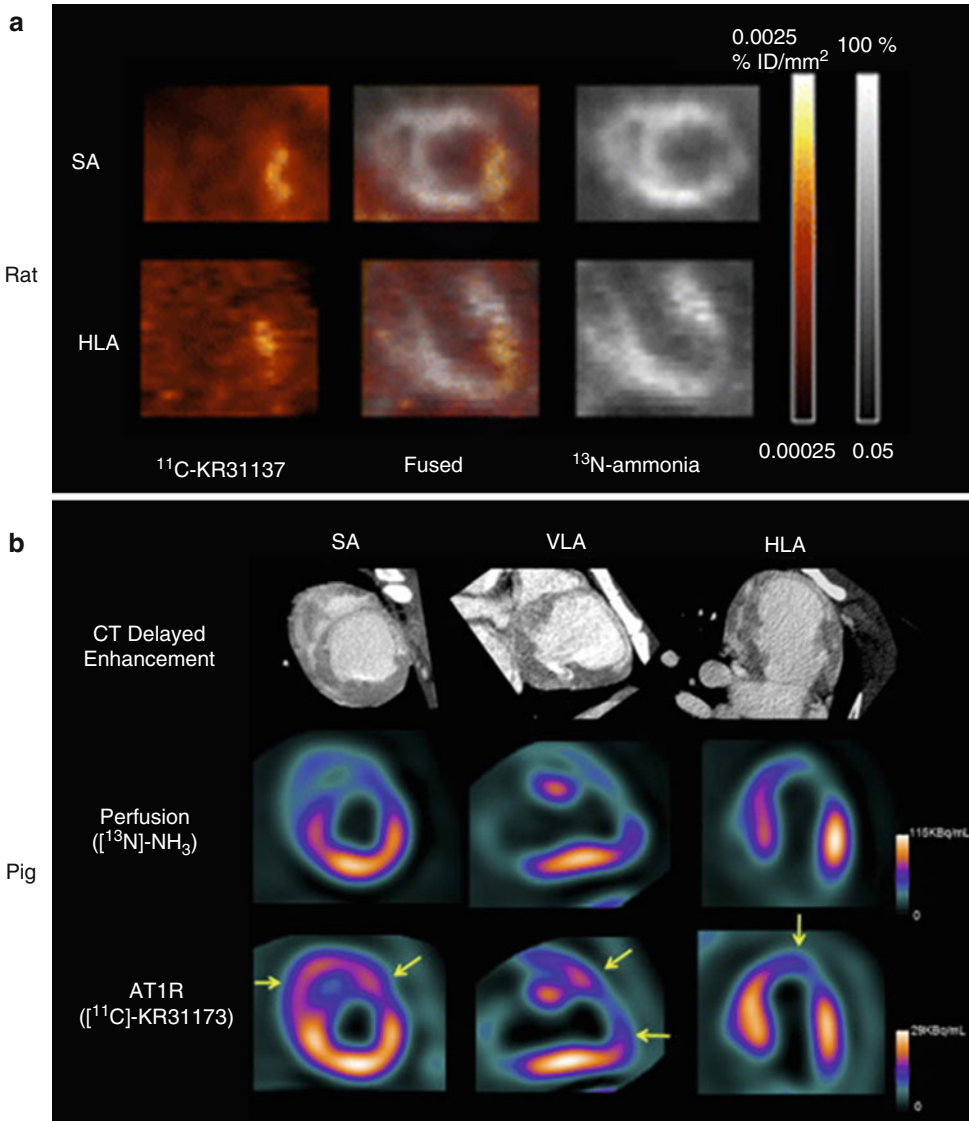 a
0.0025
% ID/mm²
100 %
SA
Rat
HLA
¹¹C-KR31137
Fused
¹³N-ammonia
0.00025
0.05
b
SA
VLA
HLA
CT Delayed
Enhancement
Perfusion
([¹³N]-NH₃)
115KBq/mL
0
Pig
AT1R
([¹¹C]-KR31173)
29KBq/mL
0